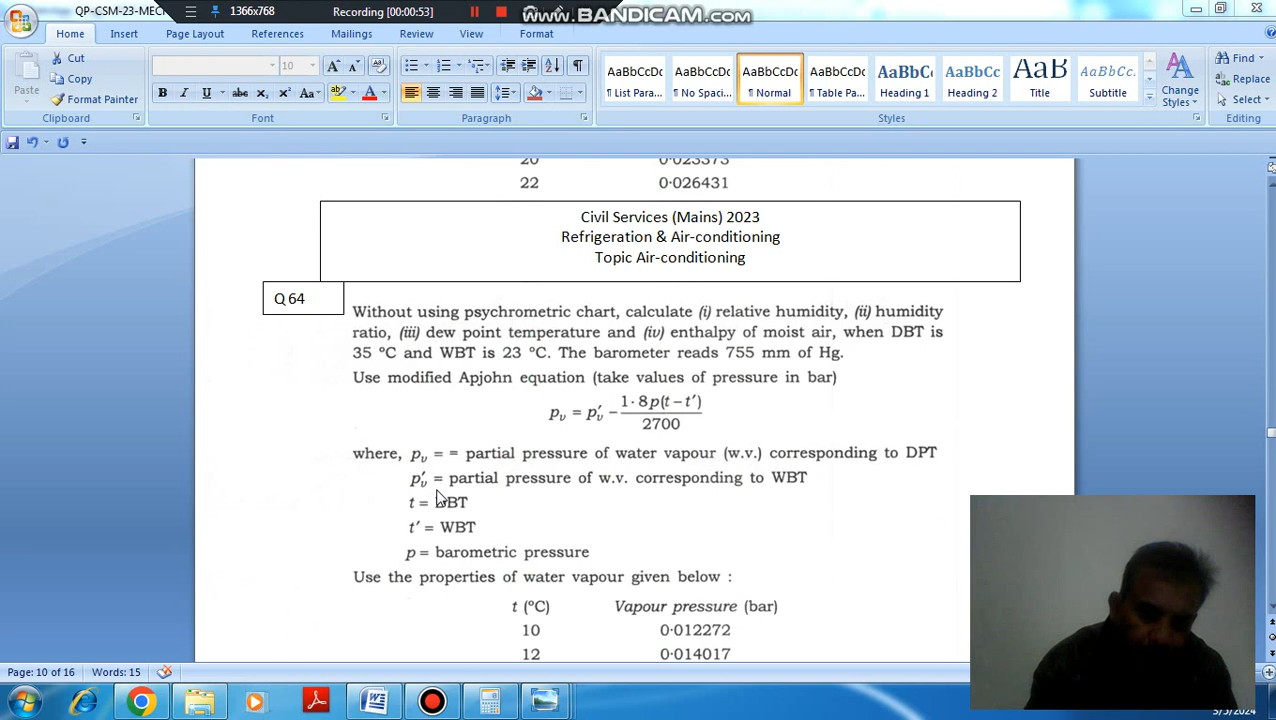 QP-CSM-23-MECH
1366x768
Recording [00:00:53]
www.BANDICAM.com
Home Insert Page Layout References Mailings Review View Format
Cut
Copy
Format Painter
Paste
10
Clipboard Font Paragraph Styles Editing
AaBbCcDc AaBbCcDc AaBbCcDc AaBbCcDc AaBbCc AaBbCc AaB AaBbCc.
¶ List Para... ¶ No Spaci... ¶ Normal ¶ Table Pa... Heading 1 Heading 2 Title Subtitle
Change Styles
Find
Replace
Select
20 0·023373
22 0·026431
Civil Services (Mains) 2023
Refrigeration & Air-conditioning
Topic Air-conditioning
Q 64
Without using psychrometric chart, calculate (i) relative humidity, (ii) humidity
ratio, (iii) dew point temperature and (iv) enthalpy of moist air, when DBT is
35 °C and WBT is 23 °C. The barometer reads 755 mm of Hg.
Use modified Apjohn equation (take values of pressure in bar)
pᵥ = pᵥ′ − 1·8p(t − t′) / 2700
where, pᵥ = = partial pressure of water vapour (w.v.) corresponding to DPT
pᵥ′ = partial pressure of w.v. corresponding to WBT
t = DBT
t′ = WBT
p = barometric pressure
Use the properties of water vapour given below :
t (°C) Vapour pressure (bar)
10 0·012272
12 0·014017
Page: 10 of 16 Words: 15